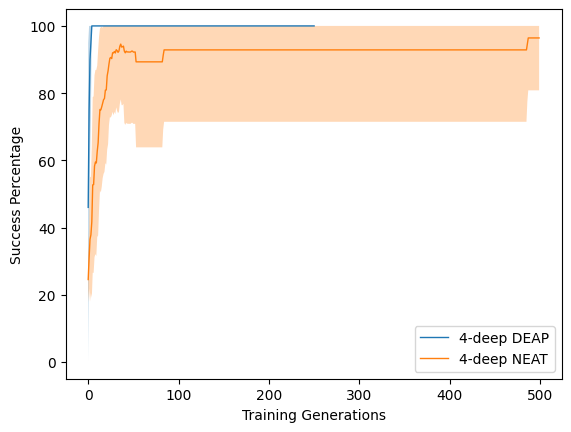 100
80
60
40
20
0
Success Percentage
0 100 200 300 400 500
Training Generations
4-deep DEAP
4-deep NEAT